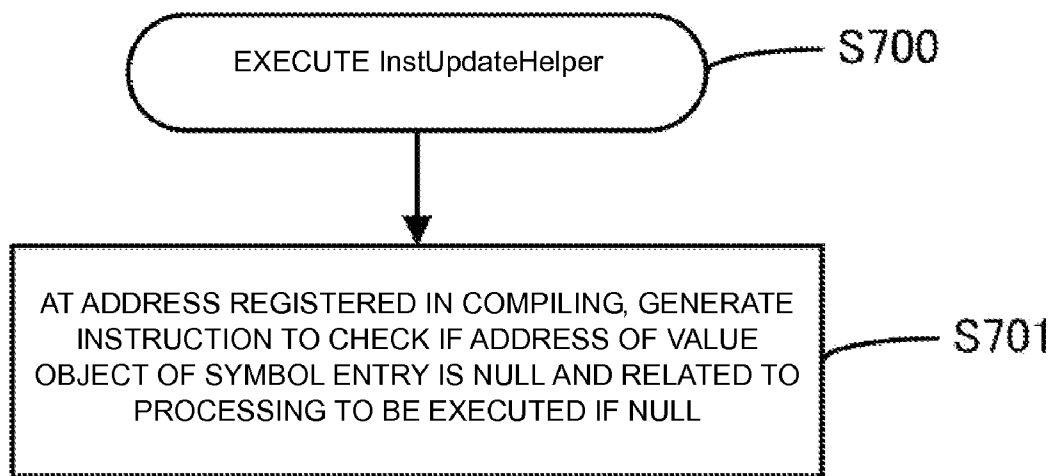 EXECUTE InstUpdateHelper
S700
AT ADDRESS REGISTERED IN COMPILING, GENERATE
INSTRUCTION TO CHECK IF ADDRESS OF VALUE
OBJECT OF SYMBOL ENTRY IS NULL AND RELATED TO
PROCESSING TO BE EXECUTED IF NULL
S701